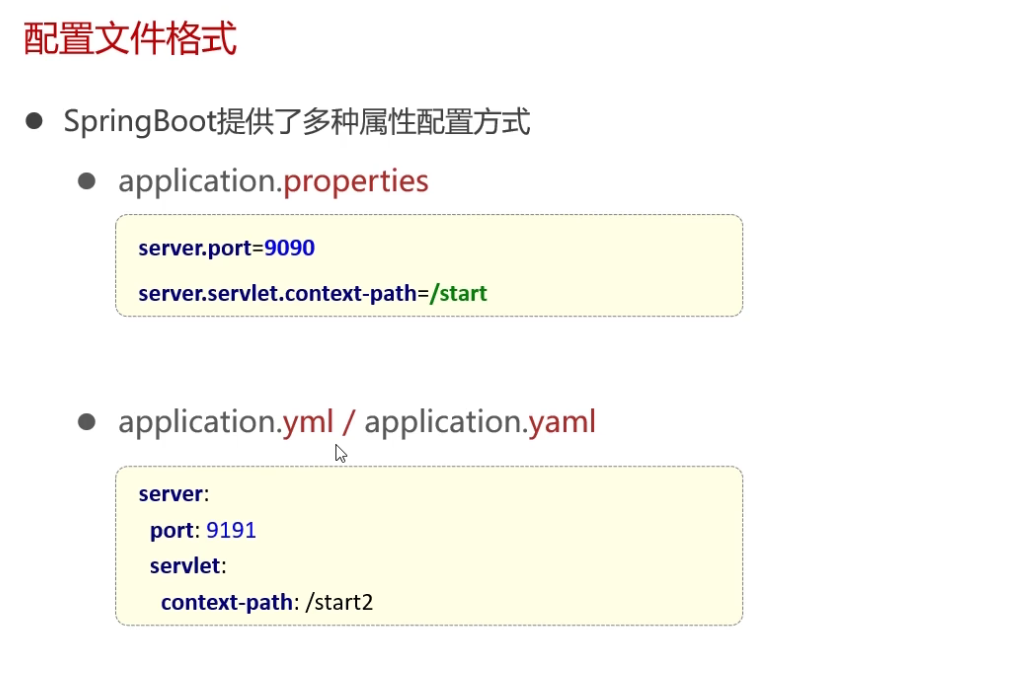 配置文件格式
SpringBoot提供了多种属性配置方式
application.properties
server.port=9090
server.servlet.context-path=/start
application.yml / application.yaml
server:
  port: 9191
  servlet:
    context-path: /start2